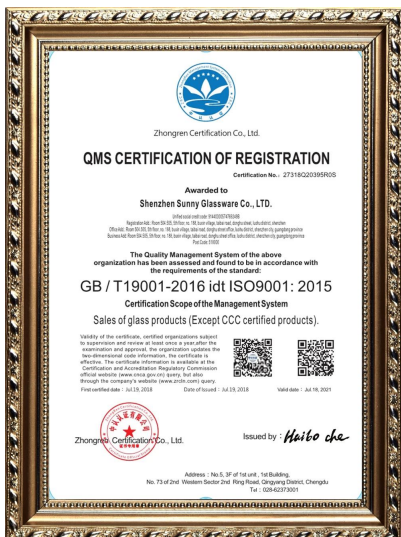 Zhongren Certification Co., Ltd.
QMS CERTIFICATION OF REGISTRATION
Certification No.: 27318Q20395R0S
Awarded to
Shenzhen Sunny Glassware Co., LTD.
The Quality Management System of the above
organization has been assessed and found to be in accordance with
the requirements of the standard:
GB / T19001-2016 idt ISO9001: 2015
Certification Scope of the Management System
Sales of glass products (Except CCC certified products).
Validity of the certificate, certified organizations subject
to supervision and review at least once a year,after the
examination and approval, the organization updates the
two-dimensional code information, the certificate is
effective. The certificate information is available at the
Certification and Accreditation Regulatory Commission
official website (www.cnca.gov.cn) query, but also
through the company's website (www.zrcln.com) query.
First certified date : Jul.19, 2018 Date of Issued : Jul.19, 2018 Valid date : Jul.18, 2021
Zhongren Certification Co., Ltd.
Issued by : Haibo che
Address : No.5, 3F of 1st unit , 1st Building,
No. 73 of 2nd Western Sector 2nd Ring Road, Qingyang District, Chengdu
Tel : 028-62373001